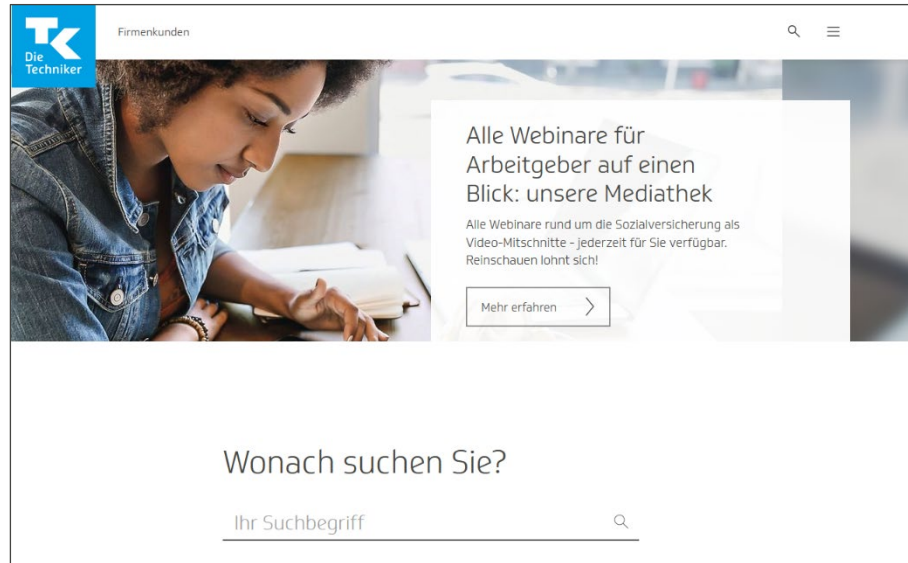 TK
Die
Techniker
Firmenkunden
Alle Webinare für
Arbeitgeber auf einen
Blick: unsere Mediathek
Alle Webinare rund um die Sozialversicherung als
Video-Mitschnitte - jederzeit für Sie verfügbar.
Reinschauen lohnt sich!
Mehr erfahren
Wonach suchen Sie?
Ihr Suchbegriff